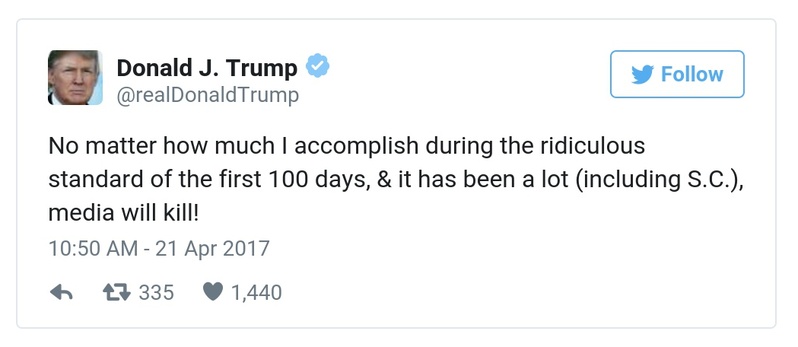 Donald J. Trump
@realDonaldTrump
Follow
No matter how much I accomplish during the ridiculous
standard of the first 100 days, & it has been a lot (including S.C.),
media will kill!
10:50 AM - 21 Apr 2017
335 1,440